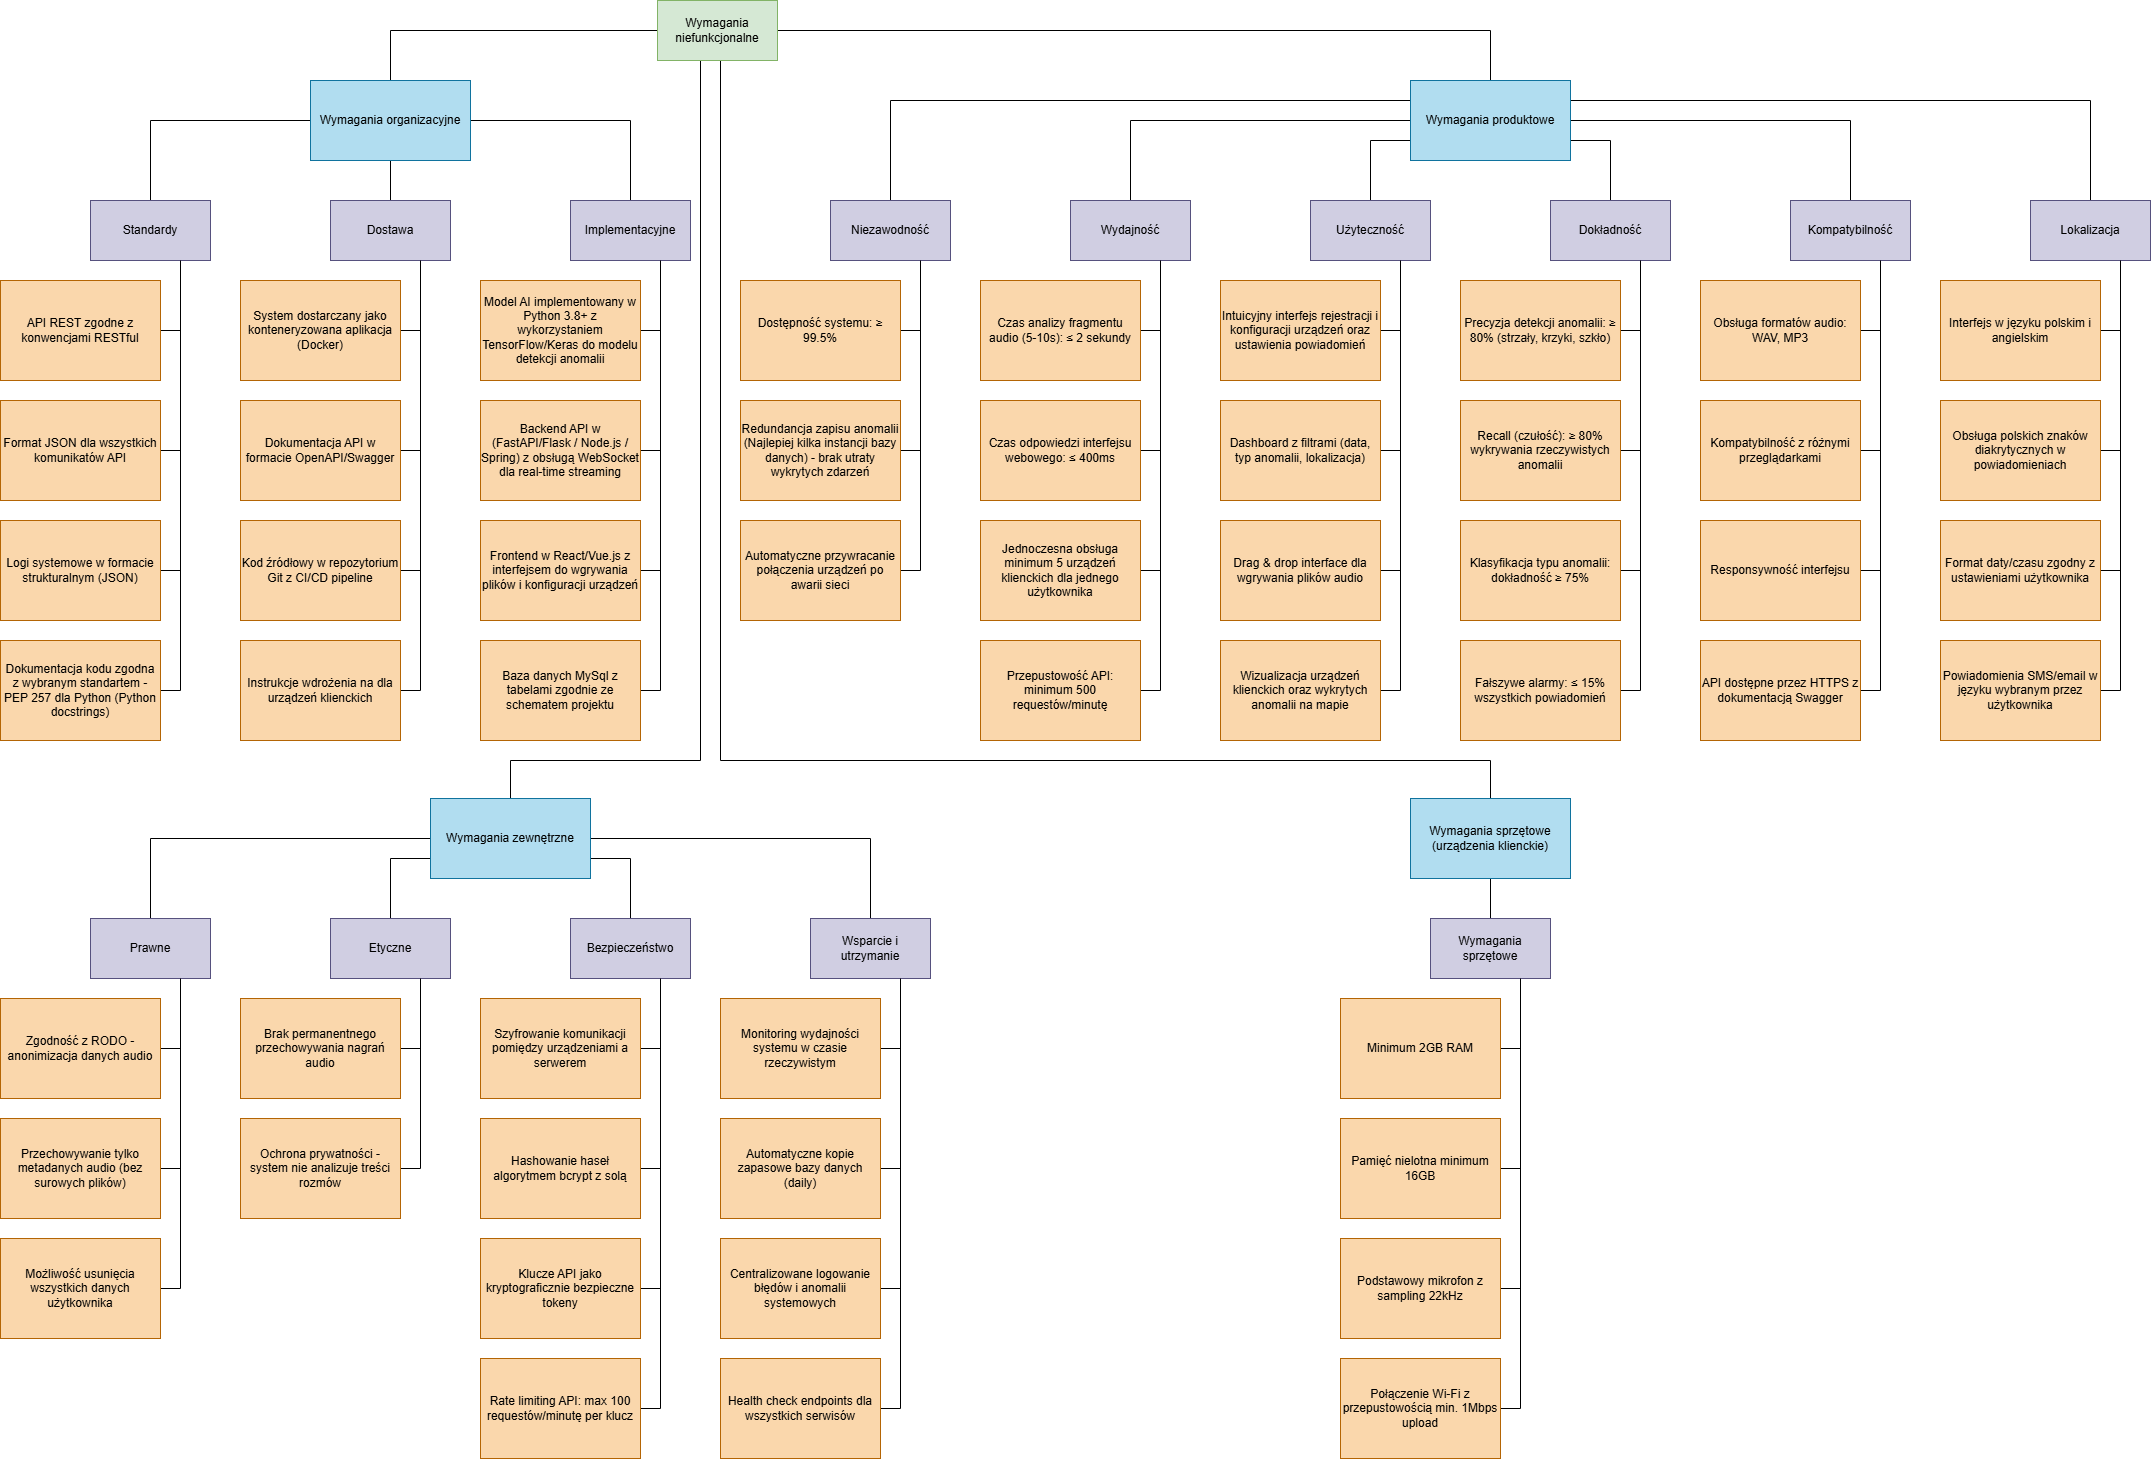 Wymagania
niefunkcjonalne
Wymagania organizacyjne
Wymagania produktowe
Standardy
Dostawa
Implementacyjne
Niezawodność
Wydajność
Użyteczność
Dokładność
Kompatybilność
Lokalizacja
API REST zgodne z
konwencjami RESTful
System dostarczany jako
konteneryzowana aplikacja
(Docker)
Model AI implementowany w
Python 3.8+ z
wykorzystaniem
TensorFlow/Keras do modelu
detekcji anomalii
Dostępność systemu: ≥
99.5%
Czas analizy fragmentu
audio (5-10s): ≤ 2 sekundy
Intuicyjny interfejs rejestracji i
konfiguracji urządzeń oraz
ustawienia powiadomień
Precyzja detekcji anomalii: ≥
80% (strzały, krzyki, szkło)
Obsługa formatów audio:
WAV, MP3
Interfejs w języku polskim i
angielskim
Format JSON dla wszystkich
komunikatów API
Dokumentacja API w
formacie OpenAPI/Swagger
Backend API w
(FastAPI/Flask / Node.js /
Spring) z obsługą WebSocket
dla real-time streaming
Redundancja zapisu anomalii
(Najlepiej kilka instancji bazy
danych) - brak utraty
wykrytych zdarzeń
Czas odpowiedzi interfejsu
webowego: ≤ 400ms
Dashboard z filtrami (data,
typ anomalii, lokalizacja)
Recall (czułość): ≥ 80%
wykrywania rzeczywistych
anomalii
Kompatybilność z różnymi
przeglądarkami
Obsługa polskich znaków
diakrytycznych w
powiadomieniach
Logi systemowe w formacie
strukturalnym (JSON)
Kod źródłowy w repozytorium
Git z CI/CD pipeline
Frontend w React/Vue.js z
interfejsem do wgrywania
plików i konfiguracji urządzeń
Automatyczne przywracanie
połączenia urządzeń po
awarii sieci
Jednoczesna obsługa
minimum 5 urządzeń
klienckich dla jednego
użytkownika
Drag & drop interface dla
wgrywania plików audio
Klasyfikacja typu anomalii:
dokładność ≥ 75%
Responsywność interfejsu
Format daty/czasu zgodny z
ustawieniami użytkownika
Dokumentacja kodu zgodna
z wybranym standartem -
PEP 257 dla Python (Python
docstrings)
Instrukcje wdrożenia na dla
urządzeń klienckich
Baza danych MySql z
tabelami zgodnie ze
schematem projektu
Przepustowość API:
minimum 500
requestów/minutę
Wizualizacja urządzeń
klienckich oraz wykrytych
anomalii na mapie
Fałszywe alarmy: ≤ 15%
wszystkich powiadomień
API dostępne przez HTTPS z
dokumentacją Swagger
Powiadomienia SMS/email w
języku wybranym przez
użytkownika
Wymagania zewnętrzne
Wymagania sprzętowe
(urządzenia klienckie)
Prawne
Etyczne
Bezpieczeństwo
Wsparcie i
utrzymanie
Wymagania
sprzętowe
Zgodność z RODO -
anonimizacja danych audio
Brak permanentnego
przechowywania nagrań
audio
Szyfrowanie komunikacji
pomiędzy urządzeniami a
serwerem
Monitoring wydajności
systemu w czasie
rzeczywistym
Minimum 2GB RAM
Przechowywanie tylko
metadanych audio (bez
surowych plików)
Ochrona prywatności -
system nie analizuje treści
rozmów
Hashowanie haseł
algorytmem bcrypt z solą
Automatyczne kopie
zapasowe bazy danych
(daily)
Pamięć nielotna minimum
16GB
Możliwość usunięcia
wszystkich danych
użytkownika
Klucze API jako
kryptograficznie bezpieczne
tokeny
Centralizowane logowanie
błędów i anomalii
systemowych
Podstawowy mikrofon z
sampling 22kHz
Rate limiting API: max 100
requestów/minutę per klucz
Health check endpoints dla
wszystkich serwisów
Połączenie Wi-Fi z
przepustowością min. 1Mbps
upload